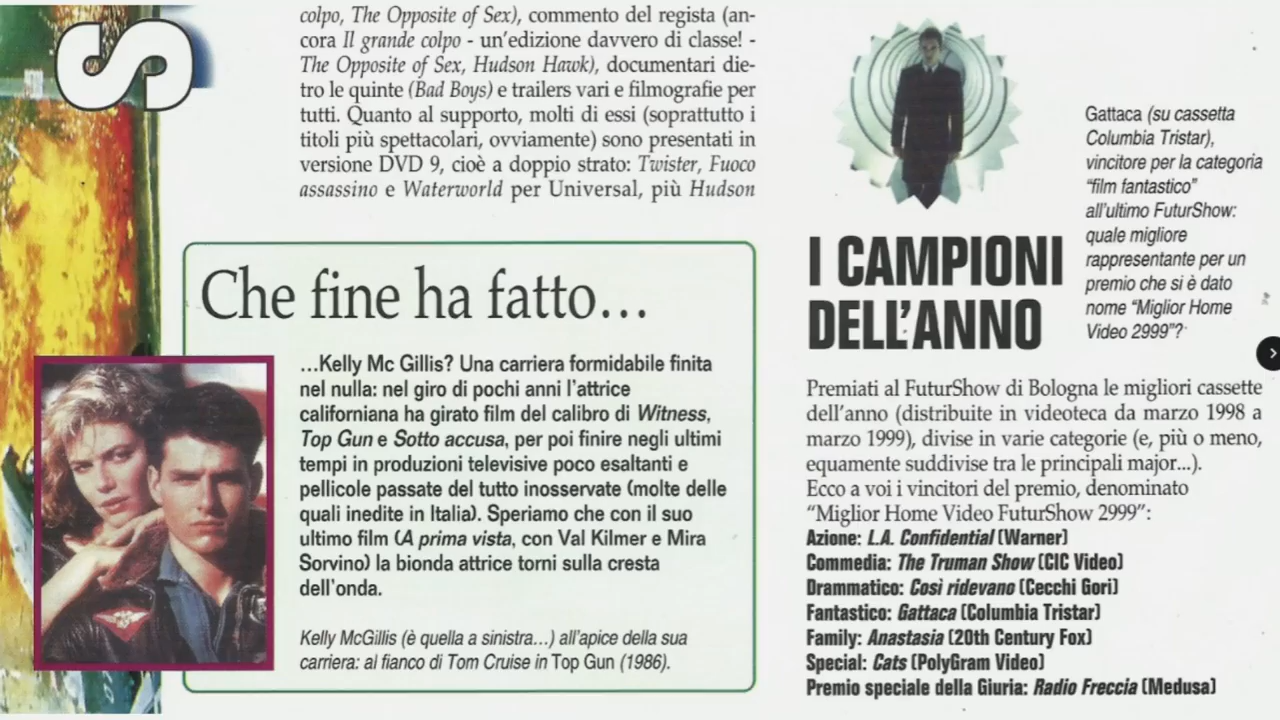 S
colpo, The Opposite of Sex), commento del regista (an-
cora Il grande colpo - un'edizione davvero di classe! -
The Opposite of Sex, Hudson Hawk), documentari die-
tro le quinte (Bad Boys) e trailers vari e filmografie per
tutti. Quanto al supporto, molti di essi (soprattutto i
titoli più spettacolari, ovviamente) sono presentati in
versione DVD 9, cioè a doppio strato: Twister, Fuoco
assassino e Waterworld per Universal, più Hudson
Che fine ha fatto...
...Kelly Mc Gillis? Una carriera formidabile finita
nel nulla: nel giro di pochi anni l'attrice
californiana ha girato film del calibro di Witness,
Top Gun e Sotto accusa, per poi finire negli ultimi
tempi in produzioni televisive poco esaltanti e
pellicole passate del tutto inosservate (molte delle
quali inedite in Italia). Speriamo che con il suo
ultimo film (A prima vista, con Val Kilmer e Mira
Sorvino) la bionda attrice torni sulla cresta
dell'onda.
Kelly McGillis (è quella a sinistra...) all'apice della sua
carriera: al fianco di Tom Cruise in Top Gun (1986).
Gattaca (su cassetta
Columbia Tristar),
vincitore per la categoria
"film fantastico"
all'ultimo FuturShow:
quale migliore
rappresentante per un
premio che si è dato
nome "Miglior Home
Video 2999"?
I CAMPIONI
DELL'ANNO
Premiati al FuturShow di Bologna le migliori cassette
dell'anno (distribuite in videoteca da marzo 1998 a
marzo 1999), divise in varie categorie (e, più o meno,
equamente suddivise tra le principali major...).
Ecco a voi i vincitori del premio, denominato
"Miglior Home Video FuturShow 2999":
Azione: L.A. Confidential (Warner)
Commedia: The Truman Show (CIC Video)
Drammatico: Così ridevano (Cecchi Gori)
Fantastico: Gattaca (Columbia Tristar)
Family: Anastasia (20th Century Fox)
Special: Cats (PolyGram Video)
Premio speciale della Giuria: Radio Freccia (Medusa)